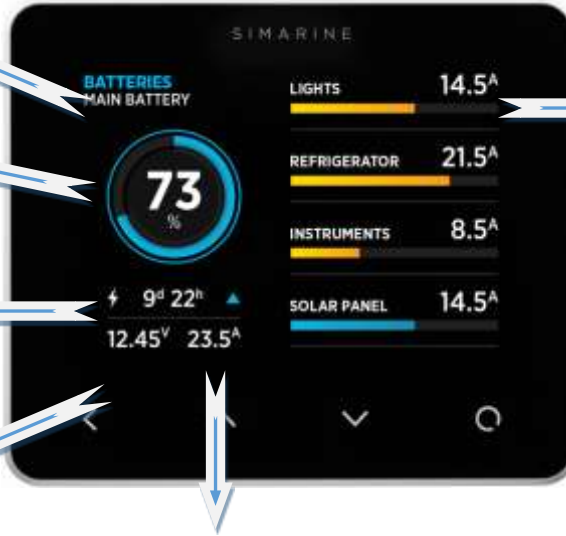 SIMARINE
BATTERIES
MAIN BATTERY
73
%
9d 22h
12.45V 23.5A
LIGHTS 14.5A
REFRIGERATOR 21.5A
INSTRUMENTS 8.5A
SOLAR PANEL 14.5A